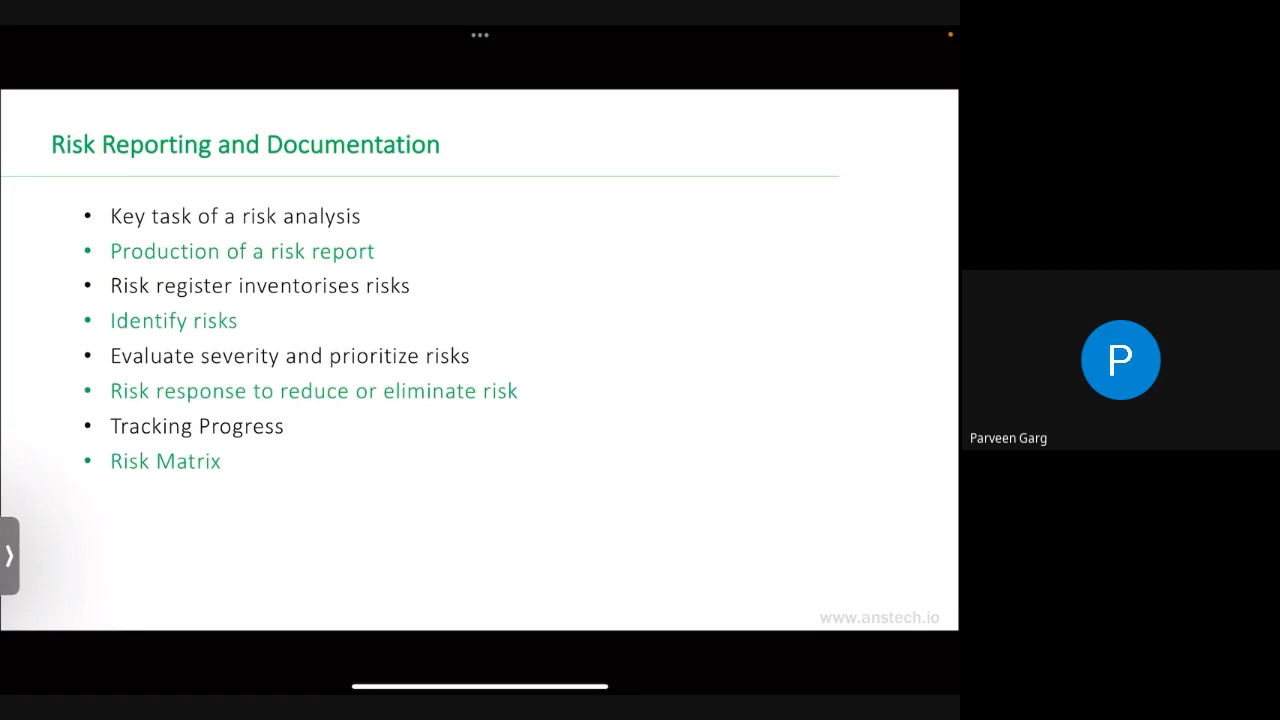 Risk Reporting and Documentation
• Key task of a risk analysis
• Production of a risk report
• Risk register inventorises risks
• Identify risks
• Evaluate severity and prioritize risks
• Risk response to reduce or eliminate risk
• Tracking Progress
• Risk Matrix
www.anstech.io
P
Parveen Garg